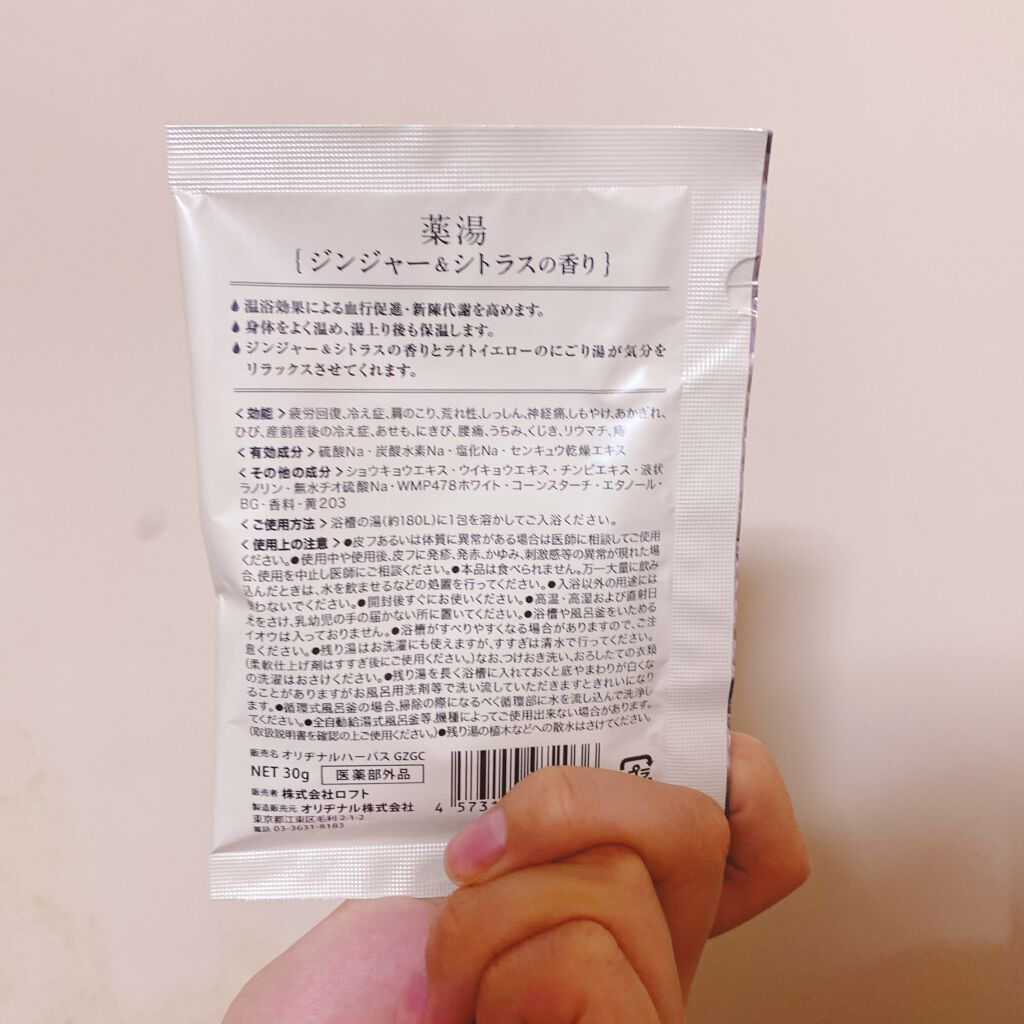 薬湯
{ジンジャー&シトラスの香り}
温浴効果による血行促進・新陳代謝を高めます。
身体をよく温め、湯上り後も保温します。
ジンジャー&シトラスの香りとライトイエローのにごり湯が気分を
リラックスさせてくれます。
<効能>疲労回復、冷え症、肩のこり、荒れ性、しっしん、神経痛、しもやけ、あかぎれ、
ひび、産前産後の冷え症、あせも、にきび、腰痛、うちみ、くじき、リウマチ、痔
<有効成分>硫酸Na・炭酸水素Na・塩化Na・センキュウ乾燥エキス
<その他の成分>ショウキョウエキス・ウイキョウエキス・チンピエキス・液状
ラノリン・無水チオ硫酸Na・WMP478ホワイト・コーンスターチ・エタノール・
BG・香料・黄203
<ご使用方法>浴槽の湯(約180L)に1包を溶かしてご入浴ください。
<使用上の注意>●皮フあるいは体質に異常がある場合は医師に相談してご使用
ください。●使用中や使用後、皮フに発疹、発赤、かゆみ、刺激感等の異常が現れた場
合、使用を中止し医師にご相談ください。●本品は食べられません。万一大量に飲み
込んだときは、水を飲ませるなどの処置を行ってください。●入浴以外の用途には
使わないでください。●開封後すぐにお使いください。●高温・高湿および直射日
光をさけ、乳幼児の手の届かない所に置いてください。●浴槽や風呂釜をいためる
イオウは入っておりません。●浴槽がすべりやすくなる場合がありますので、ご注
意ください。●残り湯はお洗濯にも使えますが、すすぎは清水で行ってください。
(柔軟仕上げ剤はすすぎ後にご使用ください。)なお、つけおき洗い、おろしたての衣類
の洗濯はおさけください。●残り湯を長く浴槽に入れておくと底やまわりが白くな
ることがありますがお風呂用洗剤等で洗い流していただきますときれいになり
ます。●循環式風呂釜の場合、掃除の際になるべく循環部に水を流し込んで洗浄し
てください。●全自動給湯式風呂釜等、機種によってご使用出来ない場合があります。
(取扱説明書を確認の上ご使用ください。)●残り湯の植木などへの散水はさけてください。
販売名 オリヂナルハーバス GZGC
NET 30g 医薬部外品
販売者 株式会社ロフト
製造販売元 オリヂナル株式会社
東京都江東区毛利2-1-2
電話 03-3631-8183
4 573
プラ